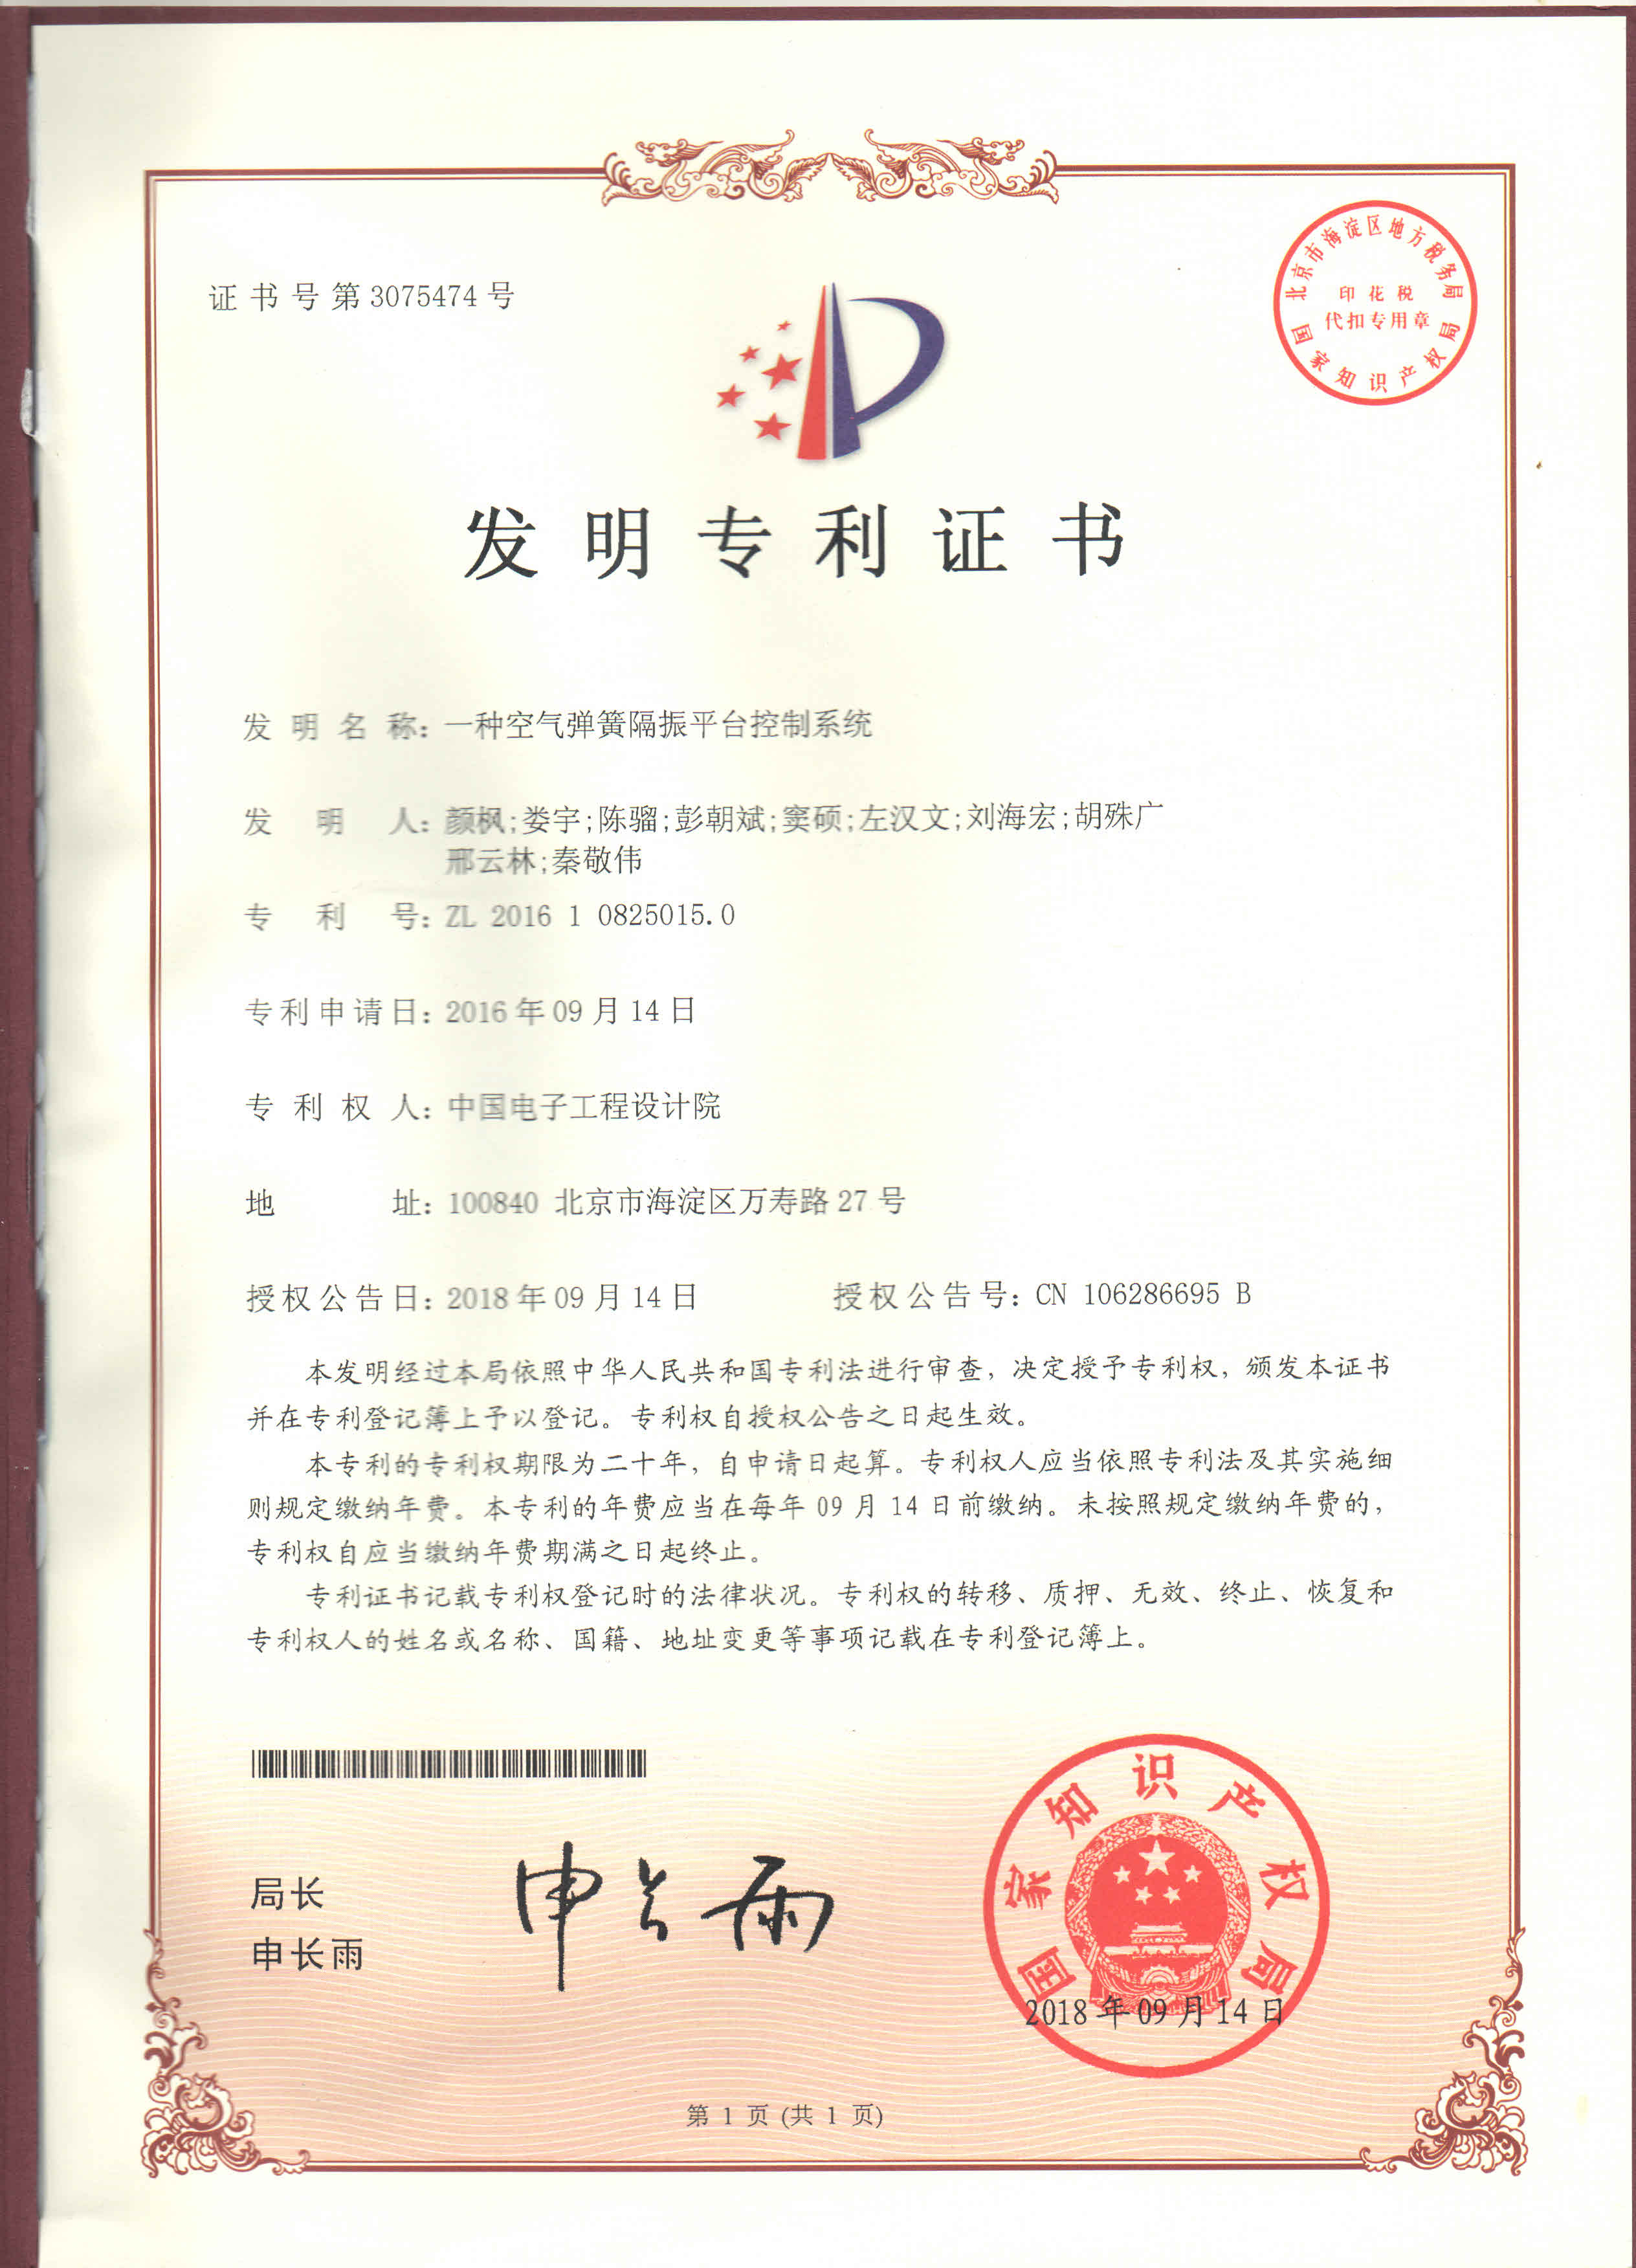 证书号第3075474号
北京市海淀区地方税务局
印花税
代扣专用章
国家知识产权局
发明专利证书
发明名称：一种空气弹簧隔振平台控制系统
发明人：颜枫;娄宇;陈骝;彭朝斌;窦硕;左汉文;刘海宏;胡殊广
邢云林;秦敬伟
专利号：ZL 2016 1 0825015.0
专利申请日：2016年09月14日
专利权人：中国电子工程设计院
地址：100840 北京市海淀区万寿路27号
授权公告日：2018年09月14日 授权公告号：CN 106286695 B
本发明经过本局依照中华人民共和国专利法进行审查，决定授予专利权，颁发本证书
并在专利登记簿上予以登记。专利权自授权公告之日起生效。
本专利的专利权期限为二十年，自申请日起算。专利权人应当依照专利法及其实施细
则规定缴纳年费。本专利的年费应当在每年09月14日前缴纳。未按照规定缴纳年费的，
专利权自应当缴纳年费期满之日起终止。
专利证书记载专利权登记时的法律状况。专利权的转移、质押、无效、终止、恢复和
专利权人的姓名或名称、国籍、地址变更等事项记载在专利登记簿上。
局长
申长雨
申长雨
国家知识产权局
2018年09月14日
第 1 页 (共 1 页)